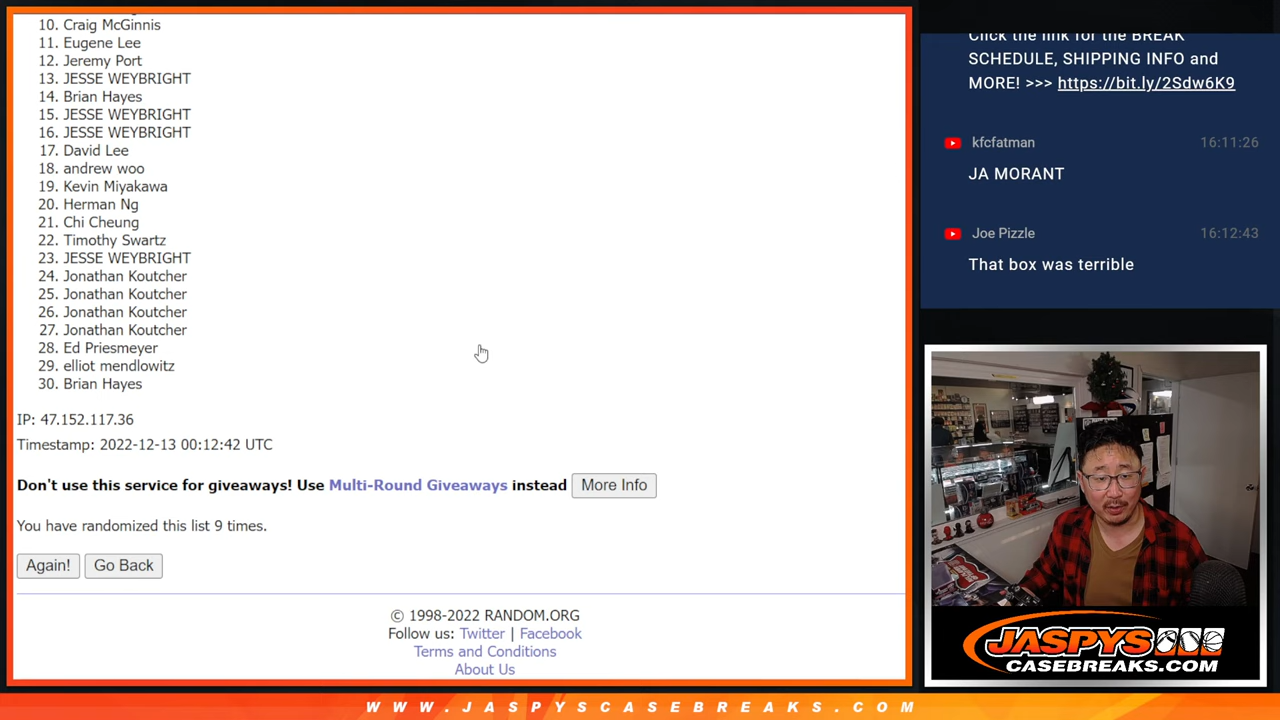 10. Craig McGinnis
11. Eugene Lee
12. Jeremy Port
13. JESSE WEYBRIGHT
14. Brian Hayes
15. JESSE WEYBRIGHT
16. JESSE WEYBRIGHT
17. David Lee
18. andrew woo
19. Kevin Miyakawa
20. Herman Ng
21. Chi Cheung
22. Timothy Swartz
23. JESSE WEYBRIGHT
24. Jonathan Koutcher
25. Jonathan Koutcher
26. Jonathan Koutcher
27. Jonathan Koutcher
28. Ed Priesmeyer
29. elliot mendlowitz
30. Brian Hayes
IP: 47.152.117.36
Timestamp: 2022-12-13 00:12:42 UTC
Don't use this service for giveaways! Use Multi-Round Giveaways instead More Info
You have randomized this list 9 times.
Again! Go Back
© 1998-2022 RANDOM.ORG
Follow us: Twitter | Facebook
Terms and Conditions
About Us
Click the link for the BREAK
SCHEDULE, SHIPPING INFO and
MORE! >>> https://bit.ly/2Sdw6K9
kfcfatman 16:11:26
JA MORANT
Joe Pizzle 16:12:43
That box was terrible
JASPYS
CASEBREAKS.COM
WWW.JASPYSCASEBREAKS.COM